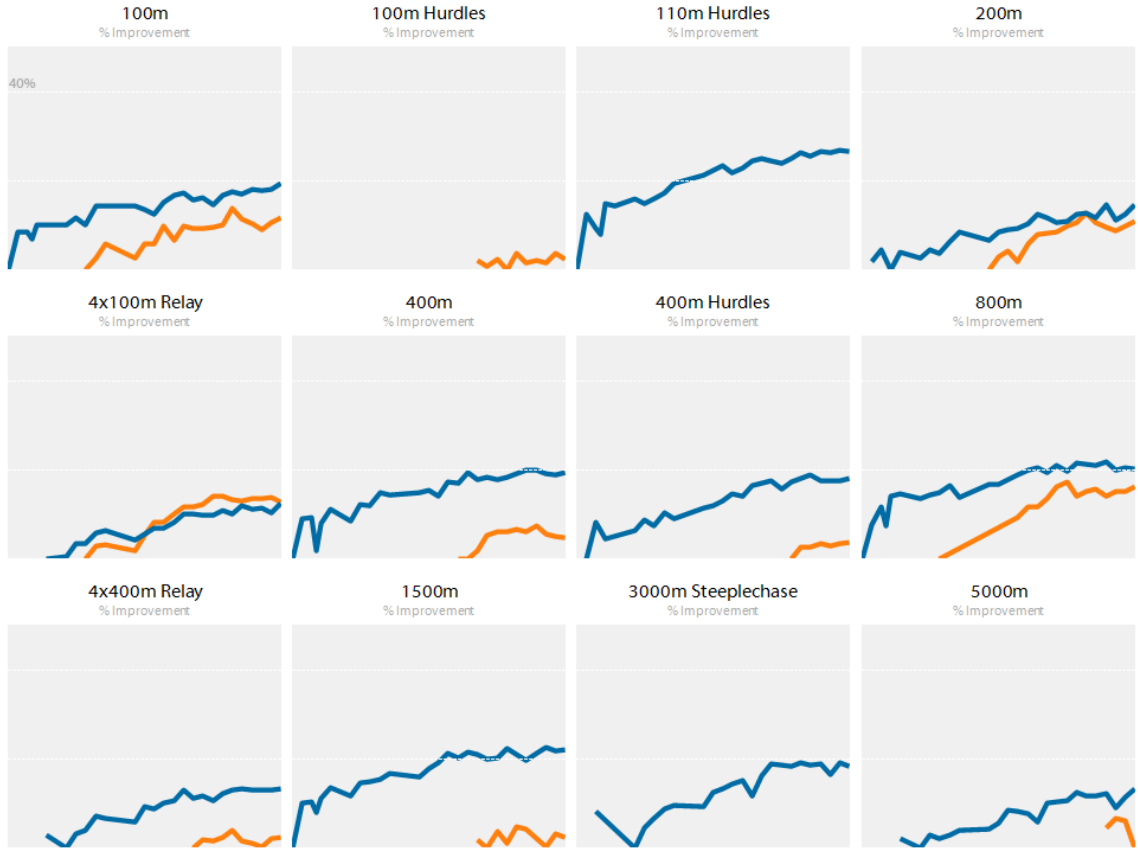 100m
% Improvement
100m Hurdles
% Improvement
110m Hurdles
% Improvement
200m
% Improvement
40%
4x100m Relay
% Improvement
400m
% Improvement
400m Hurdles
% Improvement
800m
% Improvement
4x400m Relay
% Improvement
1500m
% Improvement
3000m Steeplechase
% Improvement
5000m
% Improvement